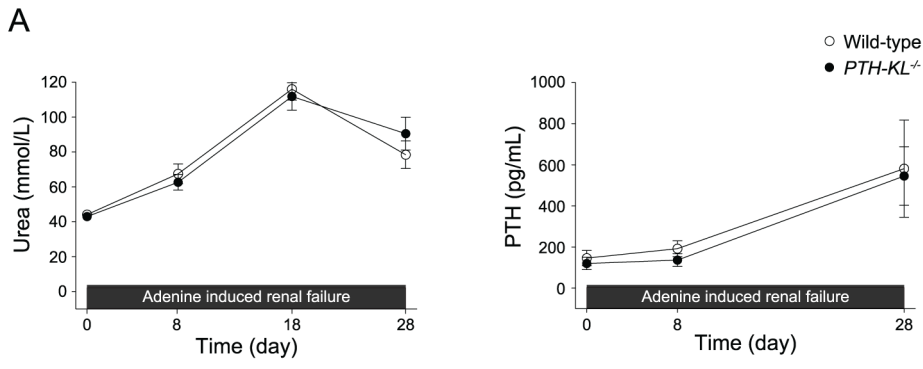 A
Wild-type
PTH-KL-/-
Urea (mmol/L)
120
100
80
60
40
20
0
Adenine induced renal failure
0 8 18 28
Time (day)
PTH (pg/mL)
1000
800
600
400
200
0
Adenine induced renal failure
0 8 28
Time (day)